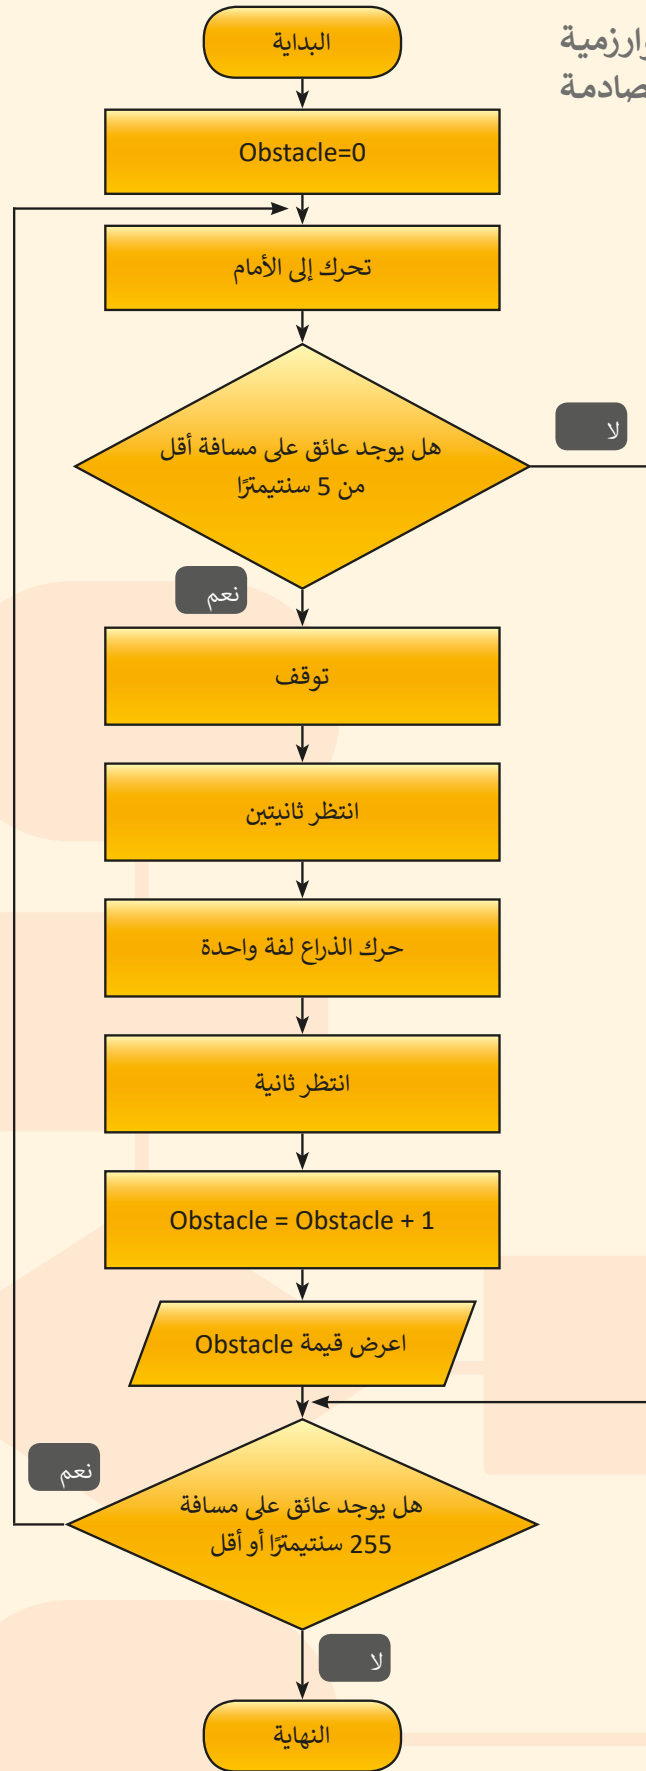 البداية
Obstacle=0
تحرك إلى الأمام
هل يوجد عائق على مسافة أقل
من 5 سنتيمترًا
لا
نعم
توقف
انتظر ثانيتين
حرك الذراع لفة واحدة
انتظر ثانية
Obstacle = Obstacle + 1
اعرض قيمة Obstacle
هل يوجد عائق على مسافة
255 سنتيمترًا أو أقل
نعم
لا
النهاية